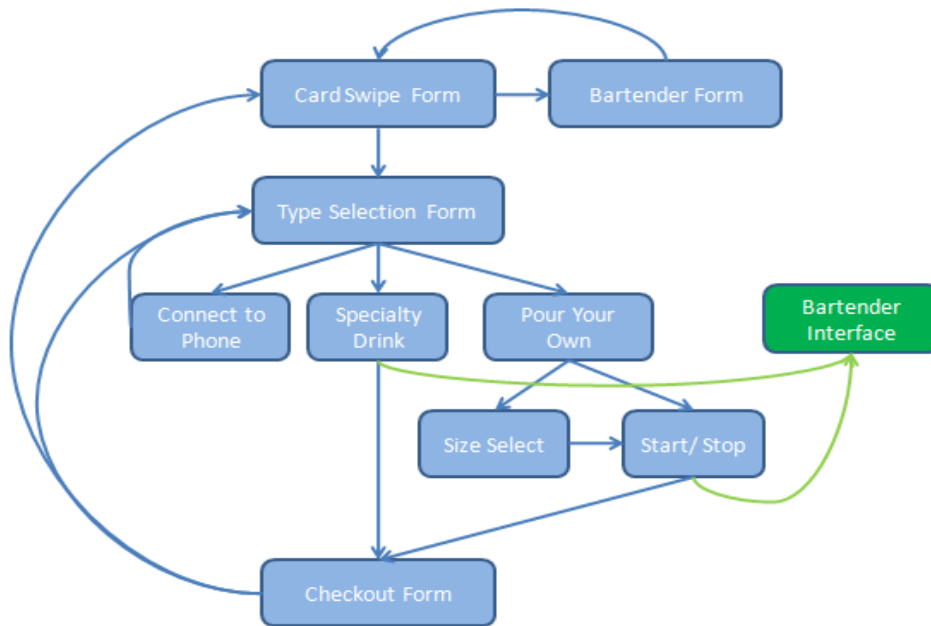 Card Swipe Form
Bartender Form
Type Selection Form
Connect to
Phone
Specialty
Drink
Pour Your
Own
Bartender
Interface
Size Select
Start/ Stop
Checkout Form